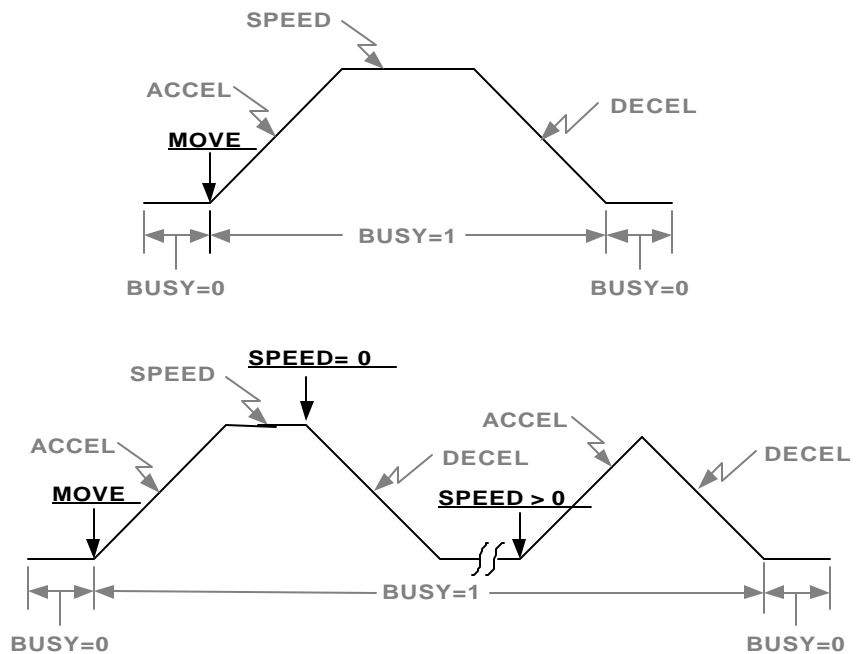 SPEED
ACCEL
DECEL
MOVE
BUSY=1
BUSY=0
BUSY=0
SPEED= 0
SPEED
ACCEL
ACCEL
DECEL
DECEL
MOVE
SPEED > 0
BUSY=1
BUSY=0
BUSY=0